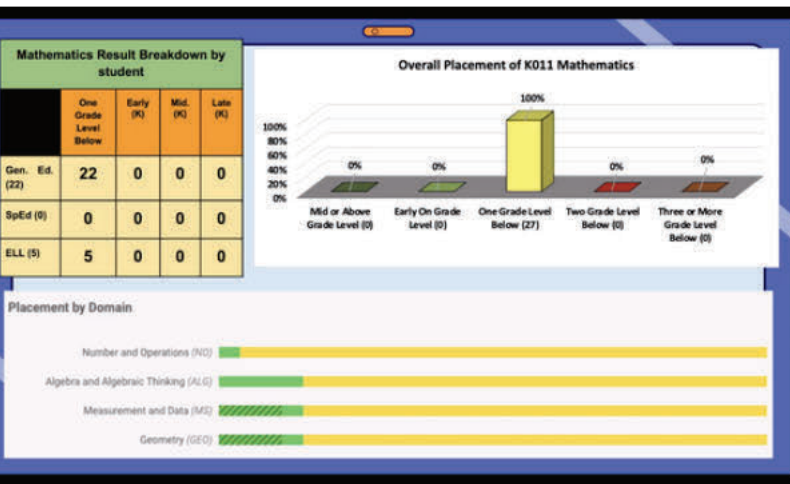 Mathematics Result Breakdown by
student
One
Grade
Level
Below
Early
(K)
Mid.
(K)
Late
(K)
Gen. Ed.
(22)
22
0
0
0
SpEd (0)
0
0
0
0
ELL (5)
5
0
0
0
Overall Placement of K011 Mathematics
100%
80%
60%
40%
20%
0%
0%
0%
100%
0%
0%
Mid or Above
Grade Level (0)
Early On Grade
Level (0)
One Grade Level
Below (27)
Two Grade Level
Below (0)
Three or More
Grade Level
Below (0)
Placement by Domain
Number and Operations (NO)
Algebra and Algebraic Thinking (ALG)
Measurement and Data (MS)
Geometry (GEO)